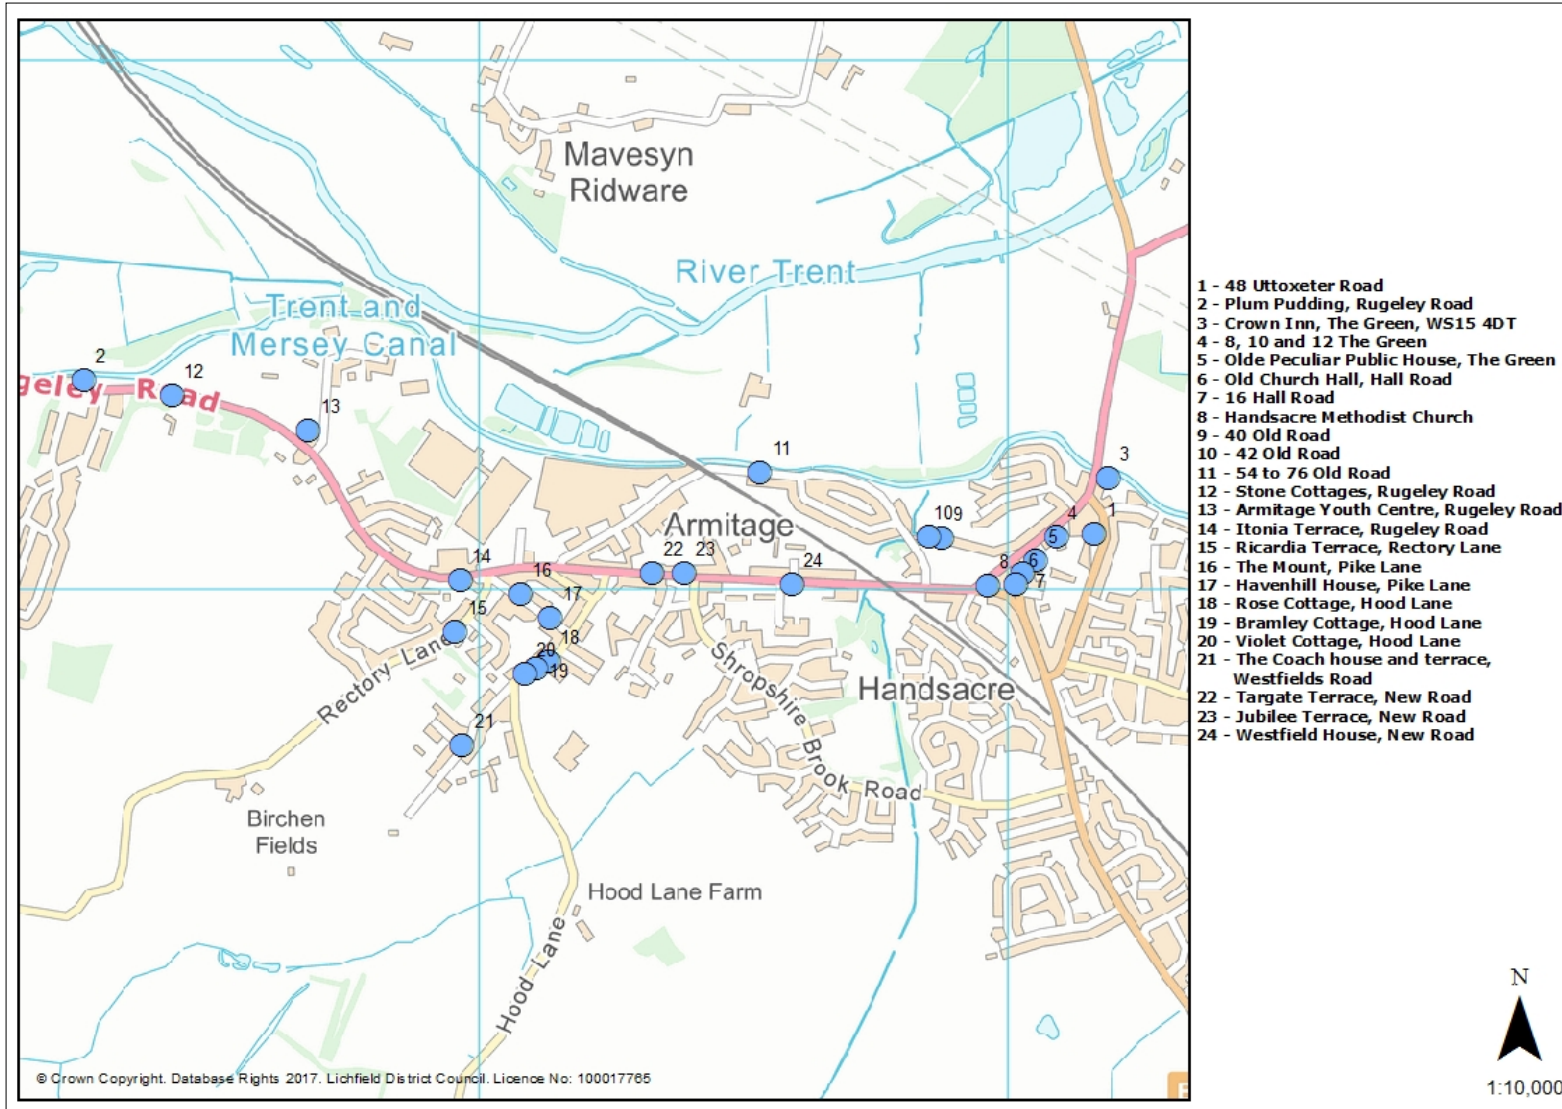 Mavesyn
Ridware
River Trent
Trent and
Mersey Canal
2
12
geley Road
13
11
3
Armitage
109
4
1
5
14
16
22
23
24
8
6
7
15
17
18
20
19
Rectory Lane
21
Shropshire Brook Road
Handsacre
Birchen
Fields
Hood Lane Farm
Hood Lane
© Crown Copyright. Database Rights 2017. Lichfield District Council. Licence No: 100017765
1 - 48 Uttoxeter Road
2 - Plum Pudding, Rugeley Road
3 - Crown Inn, The Green, WS15 4DT
4 - 8, 10 and 12 The Green
5 - Olde Peculiar Public House, The Green
6 - Old Church Hall, Hall Road
7 - 16 Hall Road
8 - Handsacre Methodist Church
9 - 40 Old Road
10 - 42 Old Road
11 - 54 to 76 Old Road
12 - Stone Cottages, Rugeley Road
13 - Armitage Youth Centre, Rugeley Road
14 - Itonia Terrace, Rugeley Road
15 - Ricardia Terrace, Rectory Lane
16 - The Mount, Pike Lane
17 - Havenhill House, Pike Lane
18 - Rose Cottage, Hood Lane
19 - Bramley Cottage, Hood Lane
20 - Violet Cottage, Hood Lane
21 - The Coach house and terrace,
Westfields Road
22 - Targate Terrace, New Road
23 - Jubilee Terrace, New Road
24 - Westfield House, New Road
N
1:10,000